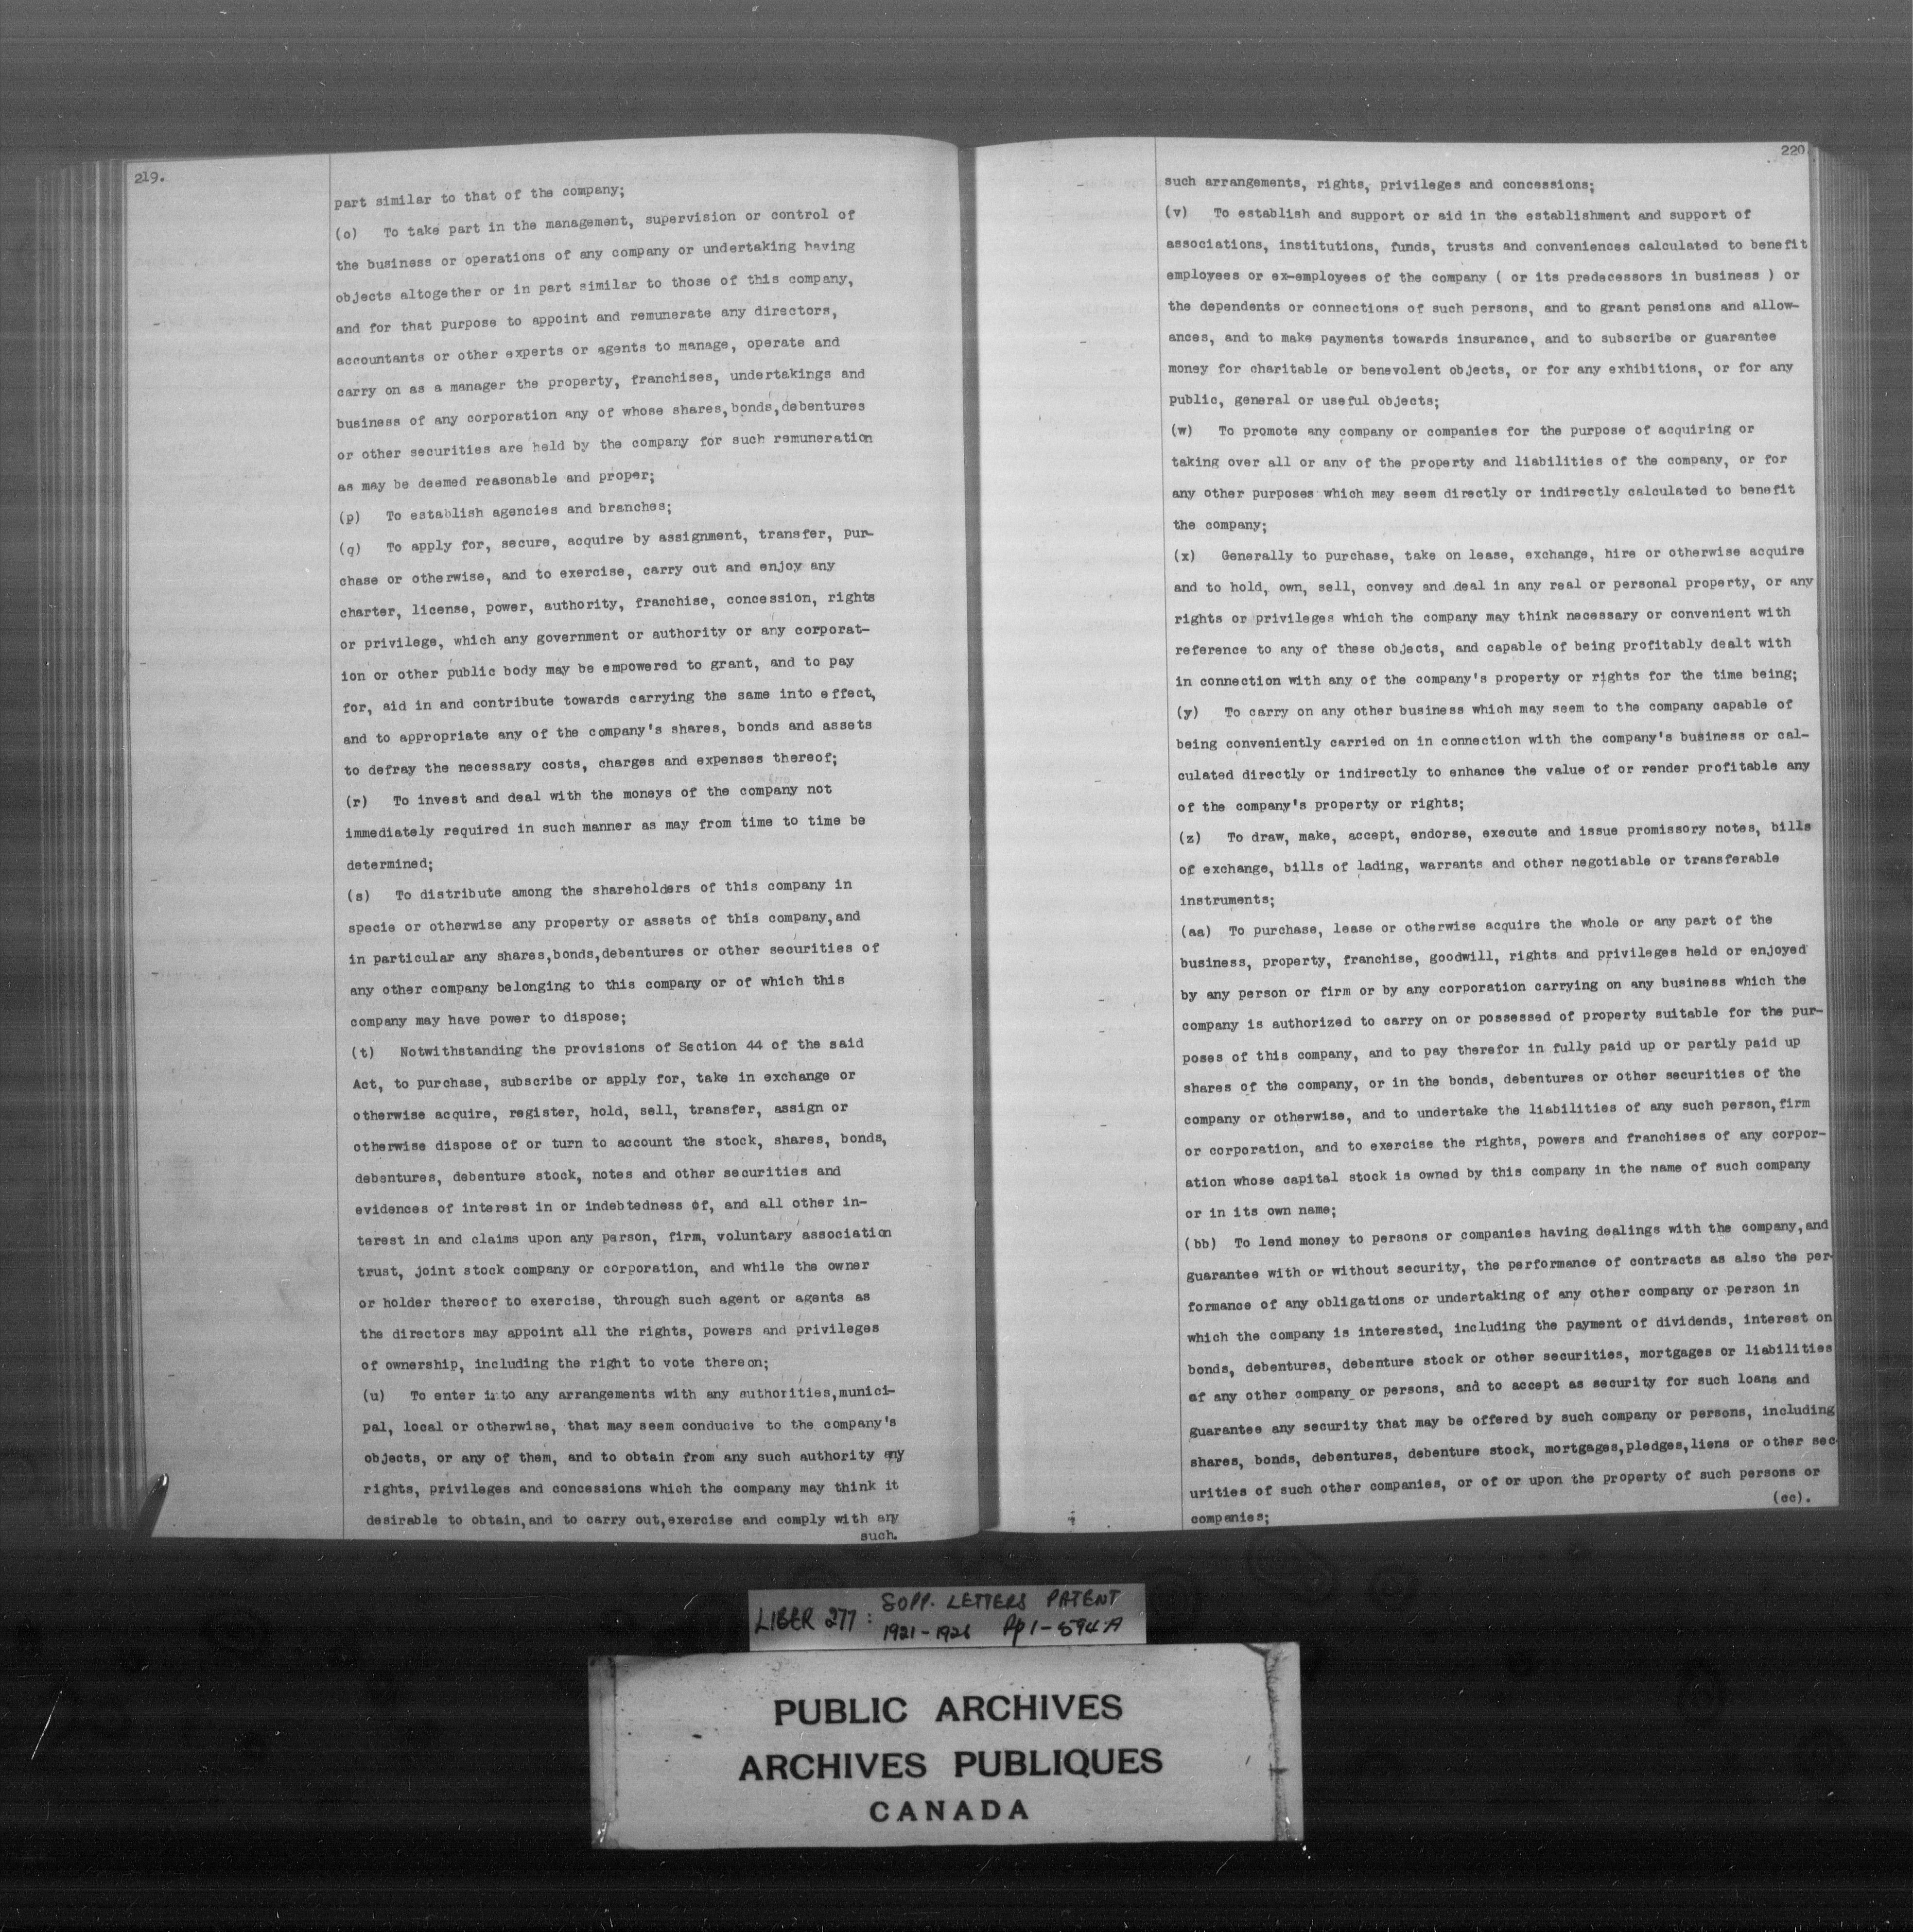 219.
part similar to that of the company;
(o) To take part in the management, supervision or control of
the business or operations of any company or undertaking having
objects altogether or in part similar to those of this company,
and for that purpose to appoint and remunerate any directors,
accountants or other experts or agents to manage, operate and
carry on as a manager the property, franchises, undertakings and
business of any corporation any of whose shares,bonds,debentures
or other securities are held by the company for such remuneration
as may be deemed reasonable and proper;
(p) To establish agencies and branches;
(q) To apply for, secure, acquire by assignment, transfer, pur-
chase or otherwise, and to exercise, carry out and enjoy any
charter, license, power, authority, franchise, concession, rights
or privilege, which any government or authority or any corporat-
ion or other public body may be empowered to grant, and to pay
for, aid in and contribute towards carrying the same into effect,
and to appropriate any of the company's shares, bonds and assets
to defray the necessary costs, charges and expenses thereof;
(r) To invest and deal with the moneys of the company not
immediately required in such manner as may from time to time be
determined;
(s) To distribute among the shareholders of this company in
specie or otherwise any property or assets of this company,and
in particular any shares,bonds,debentures or other securities of
any other company belonging to this company or of which this
company may have power to dispose;
(t) Notwithstanding the provisions of Section 44 of the said
Act, to purchase, subscribe or apply for, take in exchange or
otherwise acquire, register, hold, sell, transfer, assign or
otherwise dispose of or turn to account the stock, shares, bonds,
debentures, debenture stock, notes and other securities and
evidences of interest in or indebtedness of, and all other in-
terest in and claims upon any person, firm, voluntary association
trust, joint stock company or corporation, and while the owner
or holder thereof to exercise, through such agent or agents as
the directors may appoint all the rights, powers and privileges
of ownership, including the right to vote thereon;
(u) To enter into any arrangements with any authorities,munici-
pal, local or otherwise, that may seem conducive to the company's
objects, or any of them, and to obtain from any such authority any
rights, privileges and concessions which the company may think it
desirable to obtain,and to carry out,exercise and comply with any
such.
220
such arrangements, rights, privileges and concessions;
(v) To establish and support or aid in the establishment and support of
associations, institutions, funds, trusts and conveniences calculated to benefit
employees or ex-employees of the company ( or its predecessors in business ) or
the dependents or connections of such persons, and to grant pensions and allow-
ances, and to make payments towards insurance, and to subscribe or guarantee
money for charitable or benevolent objects, or for any exhibitions, or for any
public, general or useful objects;
(w) To promote any company or companies for the purpose of acquiring or
taking over all or any of the property and liabilities of the company, or for
any other purposes which may seem directly or indirectly calculated to benefit
the company;
(x) Generally to purchase, take on lease, exchange, hire or otherwise acquire
and to hold, own, sell, convey and deal in any real or personal property, or any
rights or privileges which the company may think necessary or convenient with
reference to any of these objects, and capable of being profitably dealt with
in connection with any of the company's property or rights for the time being;
(y) To carry on any other business which may seem to the company capable of
being conveniently carried on in connection with the company's business or cal-
culated directly or indirectly to enhance the value of or render profitable any
of the company's property or rights;
(z) To draw, make, accept, endorse, execute and issue promissory notes, bills
of exchange, bills of lading, warrants and other negotiable or transferable
instruments;
(aa) To purchase, lease or otherwise acquire the whole or any part of the
business, property, franchise, goodwill, rights and privileges held or enjoyed
by any person or firm or by any corporation carrying on any business which the
company is authorized to carry on or possessed of property suitable for the pur-
poses of this company, and to pay therefor in fully paid up or partly paid up
shares of the company, or in the bonds, debentures or other securities of the
company or otherwise, and to undertake the liabilities of any such person,firm
or corporation, and to exercise the rights, powers and franchises of any corpor-
ation whose capital stock is owned by this company in the name of such company
or in its own name;
(bb) To lend money to persons or companies having dealings with the company,and
guarantee with or without security, the performance of contracts as also the per-
formance of any obligations or undertaking of any other company or person in
which the company is interested, including the payment of dividends, interest on
bonds, debentures, debenture stock or other securities, mortgages or liabilities
of any other company or persons, and to accept as security for such loans and
guarantee any security that may be offered by such company or persons, including
shares, bonds, debentures, debenture stock, mortgages,pledges,liens or other sec-
urities of such other companies, or of or upon the property of such persons or
companies;
(cc).
LIBER 277: SUPP. LETTERS PATENT
1921-1926 Pp 1-594A
PUBLIC ARCHIVES
ARCHIVES PUBLIQUES
CANADA